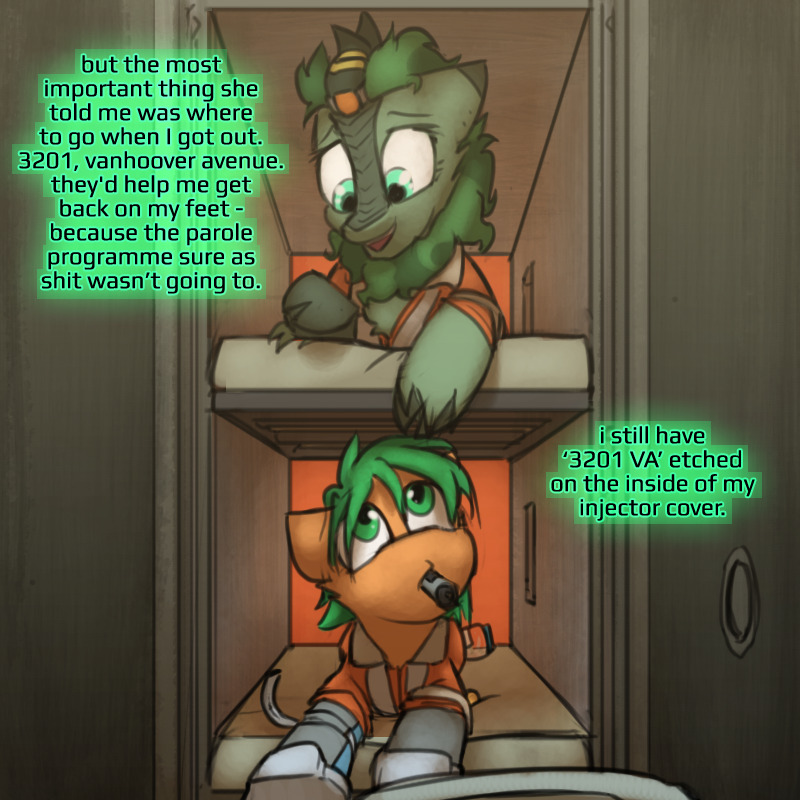 but the most
important thing she
told me was where
to go when I got out.
3201, vanhoover avenue.
they'd help me get
back on my feet -
because the parole
programme sure as
shit wasn’t going to.
i still have
‘3201 VA’ etched
on the inside of my
injector cover.